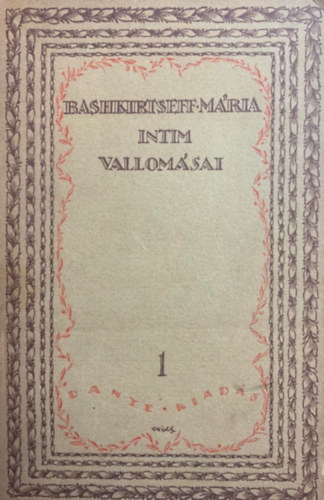 BASHKIRTSEFF-MÁRIA
INTIM
VALLOMÁSAI
1
DANTE • KIADÁS